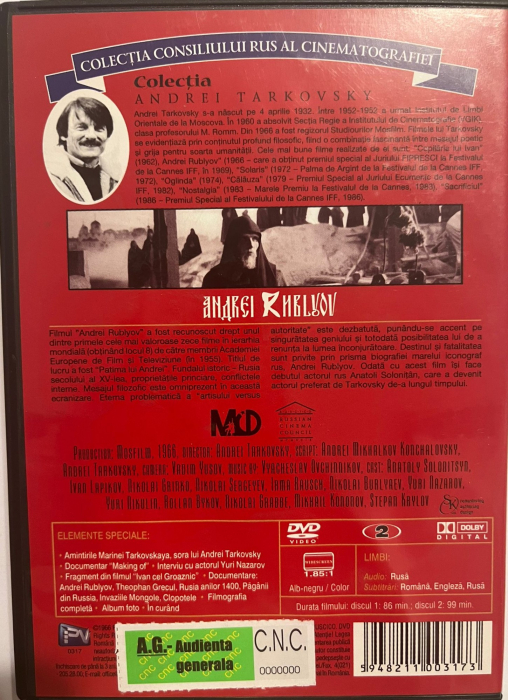 COLECȚIA CONSILIULUI RUS AL CINEMATOGRAFIEI
Colecția
ANDREI TARKOVSKY
Andrei Tarkovsky s-a născut pe 4 aprilie 1932. Între 1952-1952 a urmat Institutul de Limbi
Orientale de la Moscova. În 1960 a absolvit Secția Regie a Institutului de Cinematografie (VGIK),
clasa profesorului M. Romm. Din 1966 a fost regizorul Studiourilor Mosfilm. Filmele lui Tarkovsky
se evidențiază prin conținutul profund filosofic, fiind o combinație fascinantă între mesajul poetic
și grija pentru soarta umanității. Cele mai bune filme realizate de el sunt: "Copilăria lui Ivan"
(1962), Andrei Rublyov" (1966 – care a obținut premiul special al Juriului FIPRESCI la Festivalul
de la Cannes IFF, în 1969), "Solaris" (1972 – Palma de Argint de la Festivalul de la Cannes IFF,
1972), "Oglinda" (1974), "Călăuza" (1979 – Premiul Special al Juriului Ecumenic de la Cannes
IFF, 1982), "Nostalgia" (1983 – Marele Premiu la Festivalul de la Cannes, 1983), "Sacrificiul"
(1986 – Premiul Special al Festivalului de la Cannes IFF, 1986).
ANDREI RUBLYOV
Filmul "Andrei Rublyov" a fost recunoscut drept unul
dintre primele cele mai valoroase zece filme în ierarhia
mondială (obținând locul 8) de către membrii Academiei
Europene de Film și Televiziune (în 1955). Titlul de
lucru a fost "Patima lui Andrei". Fundalul istoric – Rusia
secolului al XV-lea, proprietățile princiare, conflictele
interne. Mesajul filozofic este omniprezent în această
ecranizare. Eterna problematică a "artistului versus
autoritate" este dezbatută, punându-se accent pe
singurătatea geniului și totodată posibilitatea lui de a
renunța la lumea înconjurătoare. Destinul și fatalitatea
sunt privite prin prisma biografiei marelui iconograf
rus, Andrei Rublyov. Odată cu acest film își face
debutul actorul rus Anatoli Solonițân, care a devenit
actorul preferat de Tarkovsky de-a lungul timpului.
RUSSIAN
CINEMA
COUNCIL
PRODUCTION: MOSFILM, 1966, DIRECTOR: ANDREI TARKOVSKY; SCRIPT: ANDREI MIKHALKOV KONCHALOVSKY,
ANDREI TARKOVSKY; CAMERA: VADIM YUSOV; MUSIC BY: VYACHESLAV OVCHINNIKOV; CAST: ANATOLY SOLONITSYN,
IVAN LAPIKOV, NIKOLAI GRINKO, NIKOLAI SERGEYEV, IRMA RAUSCH, NIKOLAI BURLYAEV, YURI NAZAROV,
YURI NIKULIN, ROLLAN BYKOV, NIKOLAI GRABBE, MIKHAIL KONONOV, STEPAN KRYLOV
ELEMENTE SPECIALE:
• Amintirile Marinei Tarkovskaya, sora lui Andrei Tarkovsky
• Documentar "Making of" • Interviu cu actorul Yuri Nazarov
• Fragment din filmul "Ivan cel Groaznic" • Documentare:
Andrei Rublyov, Theophan Grecul, Rusia anilor 1400, Păgânii
din Russia, Invaziile Mongole, Clopotele • Filmografia
completă • Album foto • În curând
DVD
VIDEO
2
DOLBY
DIGITAL
WIDESCREEN
1.85:1
Alb-negru / Color
LIMBI:
Audio: Rusă
Subtitrări: Română, Engleză, Rusă
Durata filmului: discul 1: 86 min.; discul 2: 99 min.
0217
A.G.- Audienta
generala
C.N.C.
0000000
5948211003173